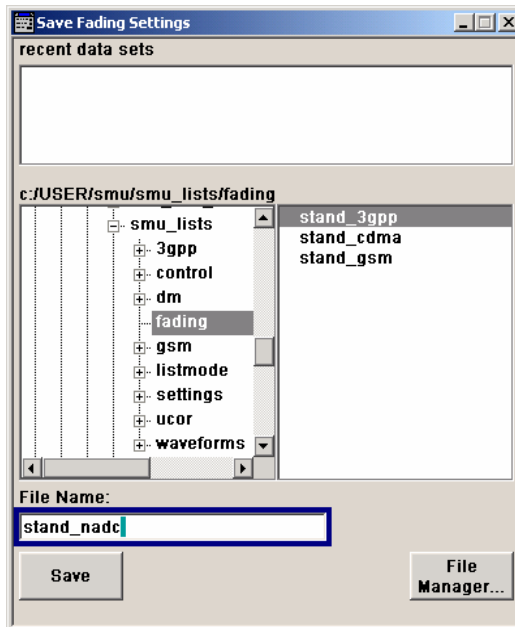 Save Fading Settings
recent data sets
c:/USER/smu/smu_lists/fading
smu_lists
3gpp
control
dm
fading
gsm
listmode
settings
ucor
waveforms
stand_3gpp
stand_cdma
stand_gsm
File Name:
stand_nadc
Save
File
Manager...